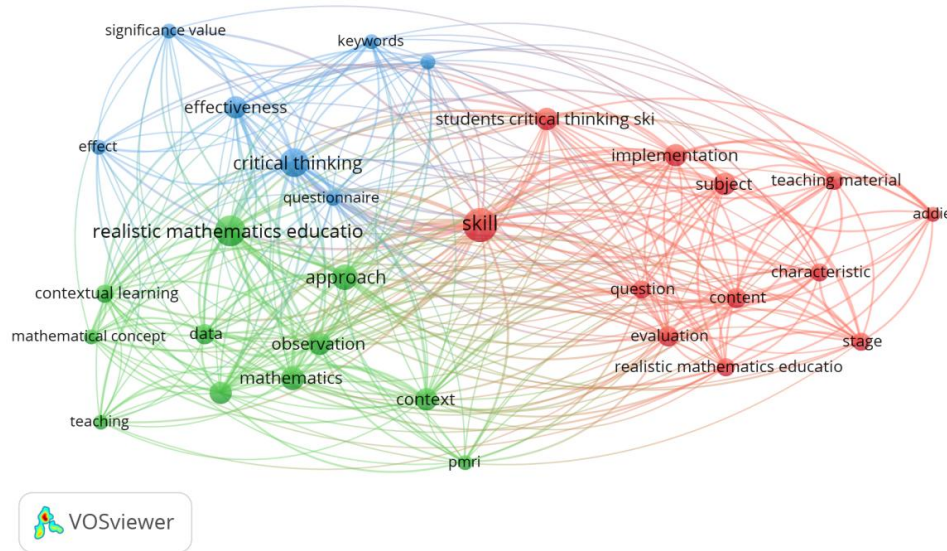 significance value
keywords
effectiveness
students critical thinking ski
effect
critical thinking
implementation
questionnaire
subject
teaching material
addie
skill
realistic mathematics educatio
approach
characteristic
contextual learning
question
content
mathematical concept
data
observation
evaluation
stage
realistic mathematics educatio
mathematics
context
teaching
pmri
VOSviewer